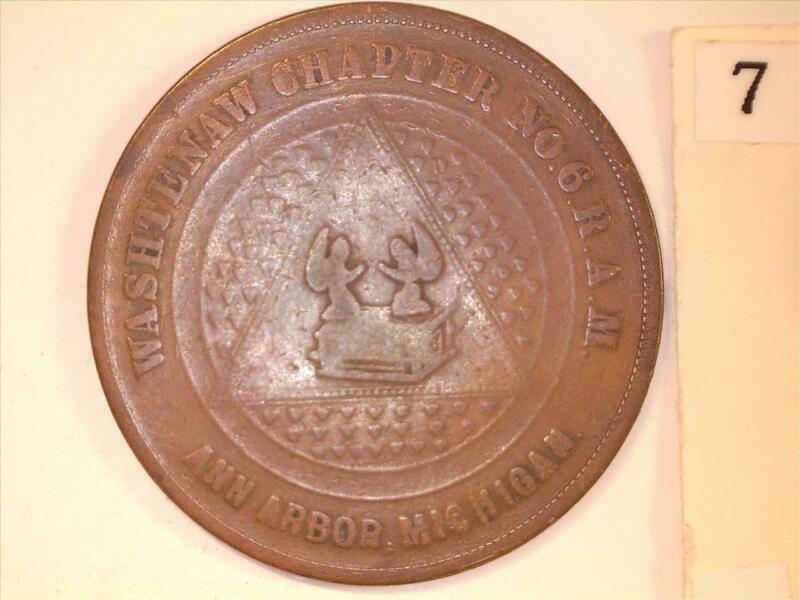 WASHTENAW CHAPTER NO. 6. R. A. M.
ANN ARBOR, MICHIGAN.
7